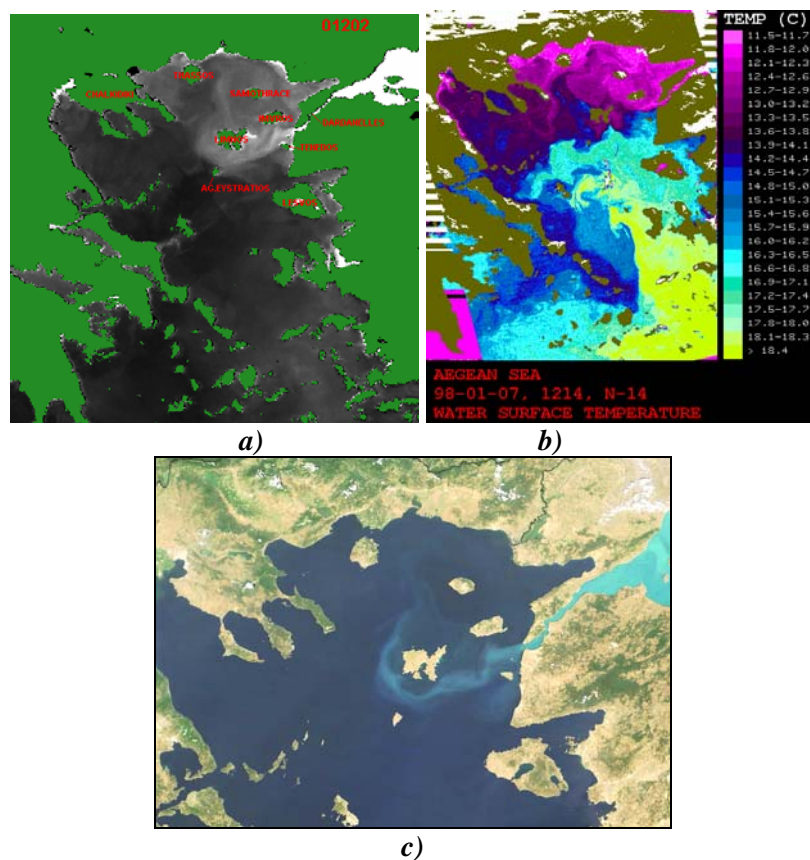 01202
THASSOS
CHALKIDIKI
SAMOTHRACE
IMVROS
DARDANELLES
LIMNOS
TENEDOS
AG.EYSTRATIOS
LESVOS
a)
TEMP (C)
11.5-11.7
11.8-12.0
12.1-12.3
12.4-12.6
12.7-12.9
13.0-13.2
13.3-13.5
13.6-13.8
13.9-14.1
14.2-14.4
14.5-14.7
14.8-15.0
15.1-15.3
15.4-15.6
15.7-15.9
16.0-16.2
16.3-16.5
16.6-16.8
16.9-17.1
17.2-17.4
17.5-17.7
17.8-18.0
18.1-18.3
> 18.4
AEGEAN SEA
98-01-07, 1214, N-14
WATER SURFACE TEMPERATURE
b)
c)